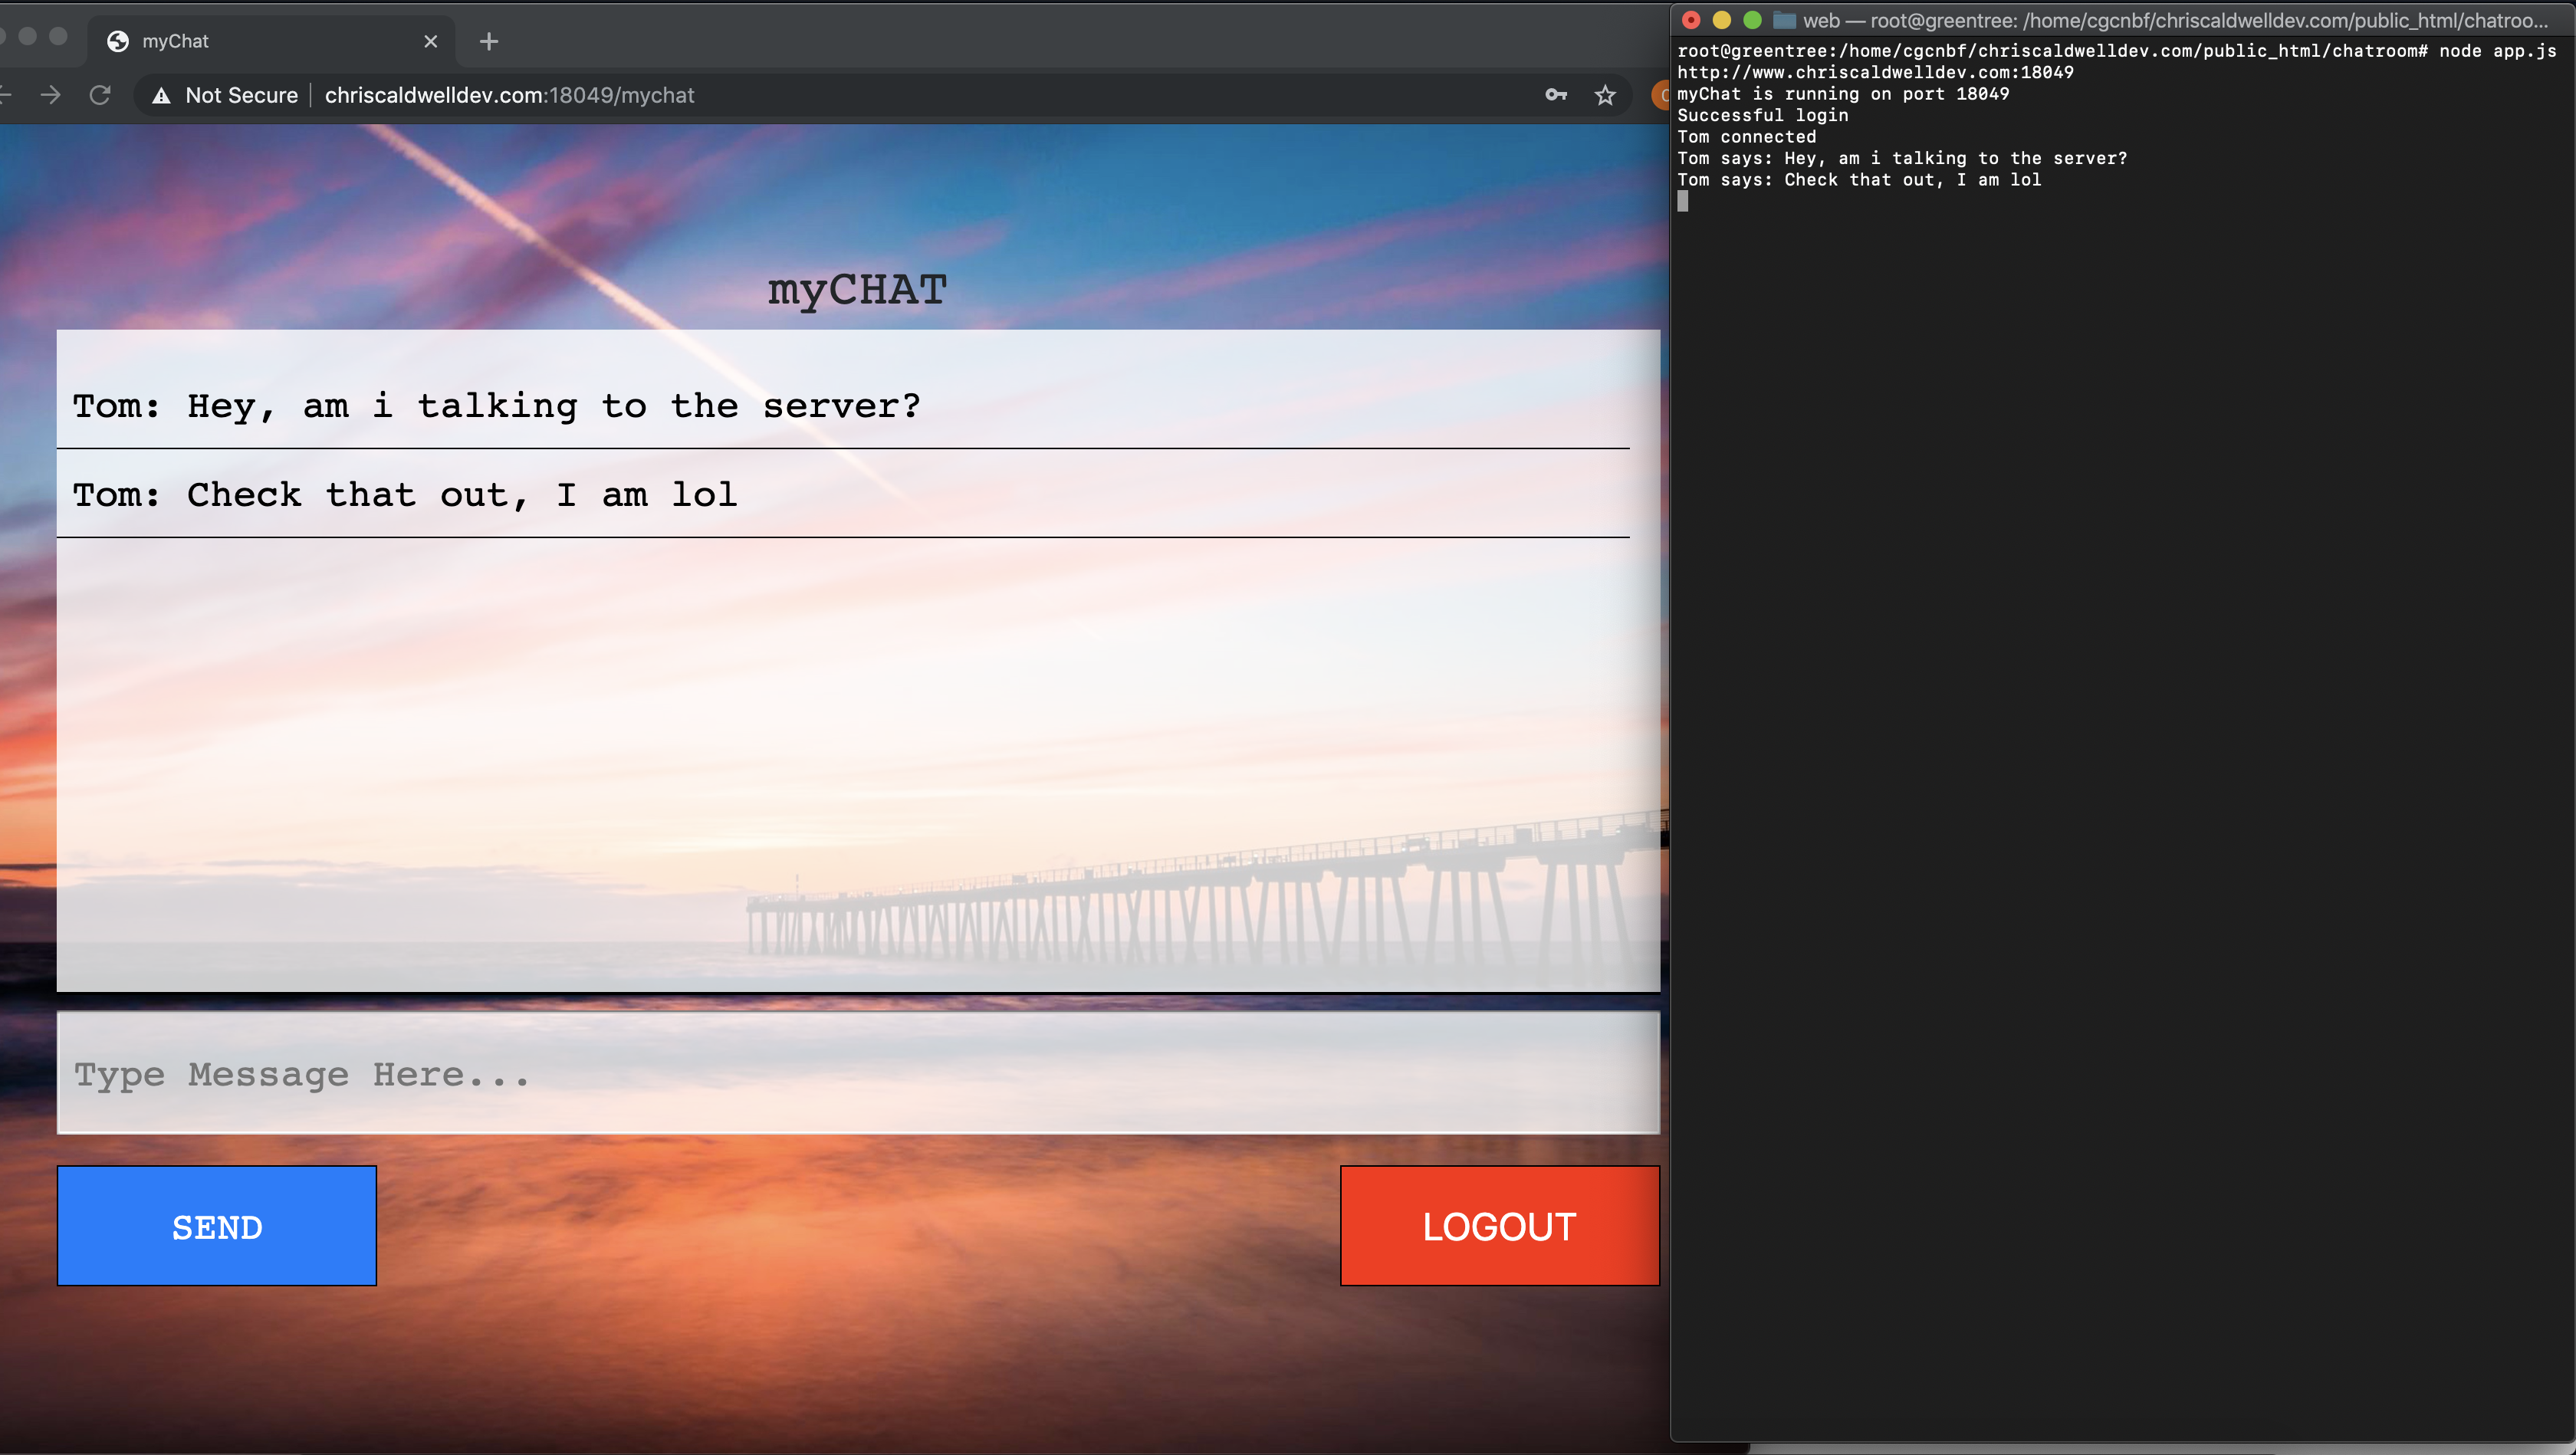 myChat
Not Secure
chriscaldwelldev.com:18049/mychat
myCHAT
Tom: Hey, am i talking to the server?
Tom: Check that out, I am lol
Type Message Here...
SEND
LOGOUT
web — root@greentree: /home/cgcnbf/chriscaldwelldev.com/public_html/chatroo...
root@greentree:/home/cgcnbf/chriscaldwelldev.com/public_html/chatroom# node app.js
http://www.chriscaldwelldev.com:18049
myChat is running on port 18049
Successful login
Tom connected
Tom says: Hey, am i talking to the server?
Tom says: Check that out, I am lol